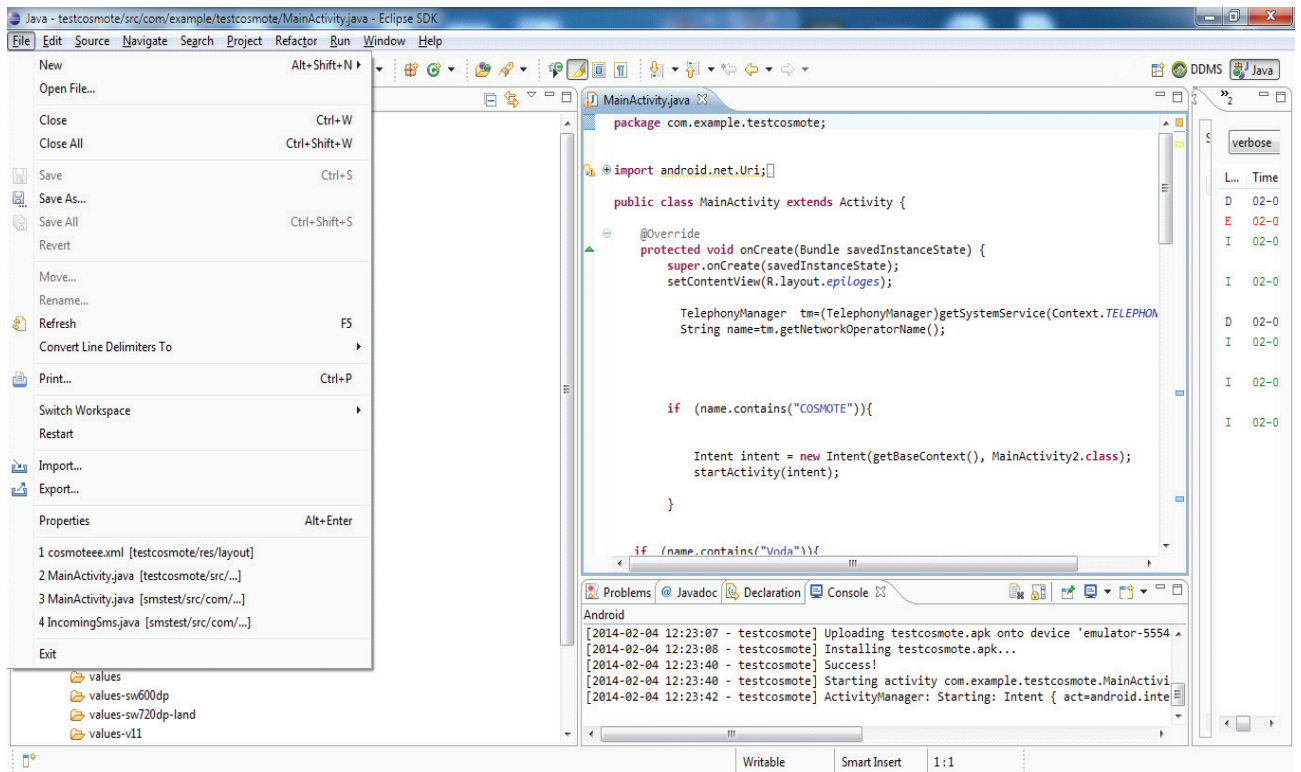 Java - testcosmote/src/com/example/testcosmote/MainActivity.java - Eclipse SDK
File Edit Source Navigate Search Project Refactor Run Window Help
New Alt+Shift+N
Open File...
Close Ctrl+W
Close All Ctrl+Shift+W
Save Ctrl+S
Save As...
Save All Ctrl+Shift+S
Revert
Move...
Rename...
Refresh F5
Convert Line Delimiters To
Print... Ctrl+P
Switch Workspace
Restart
Import...
Export...
Properties Alt+Enter
1 cosmoteee.xml [testcosmote/res/layout]
2 MainActivity.java [testcosmote/src/...]
3 MainActivity.java [smstest/src/com/...]
4 IncomingSms.java [smstest/src/com/...]
Exit
values
values-sw600dp
values-sw720dp-land
values-v11
DDMS Java
MainActivity.java
package com.example.testcosmote;
import android.net.Uri;
public class MainActivity extends Activity {
@Override
protected void onCreate(Bundle savedInstanceState) {
super.onCreate(savedInstanceState);
setContentView(R.layout.epiloges);
TelephonyManager tm=(TelephonyManager)getSystemService(Context.TELEPHON
String name=tm.getNetworkOperatorName();
if (name.contains("COSMOTE")){
Intent intent = new Intent(getBaseContext(), MainActivity2.class);
startActivity(intent);
}
if (name.contains("Voda")){
Problems @ Javadoc Declaration Console
Android
[2014-02-04 12:23:07 - testcosmote] Uploading testcosmote.apk onto device 'emulator-5554
[2014-02-04 12:23:08 - testcosmote] Installing testcosmote.apk...
[2014-02-04 12:23:40 - testcosmote] Success!
[2014-02-04 12:23:40 - testcosmote] Starting activity com.example.testcosmote.MainActivi
[2014-02-04 12:23:42 - testcosmote] ActivityManager: Starting: Intent { act=android.inte
2
verbose
L... Time
D 02-0
E 02-0
I 02-0
I 02-0
D 02-0
I 02-0
I 02-0
I 02-0
Writable Smart Insert 1 : 1